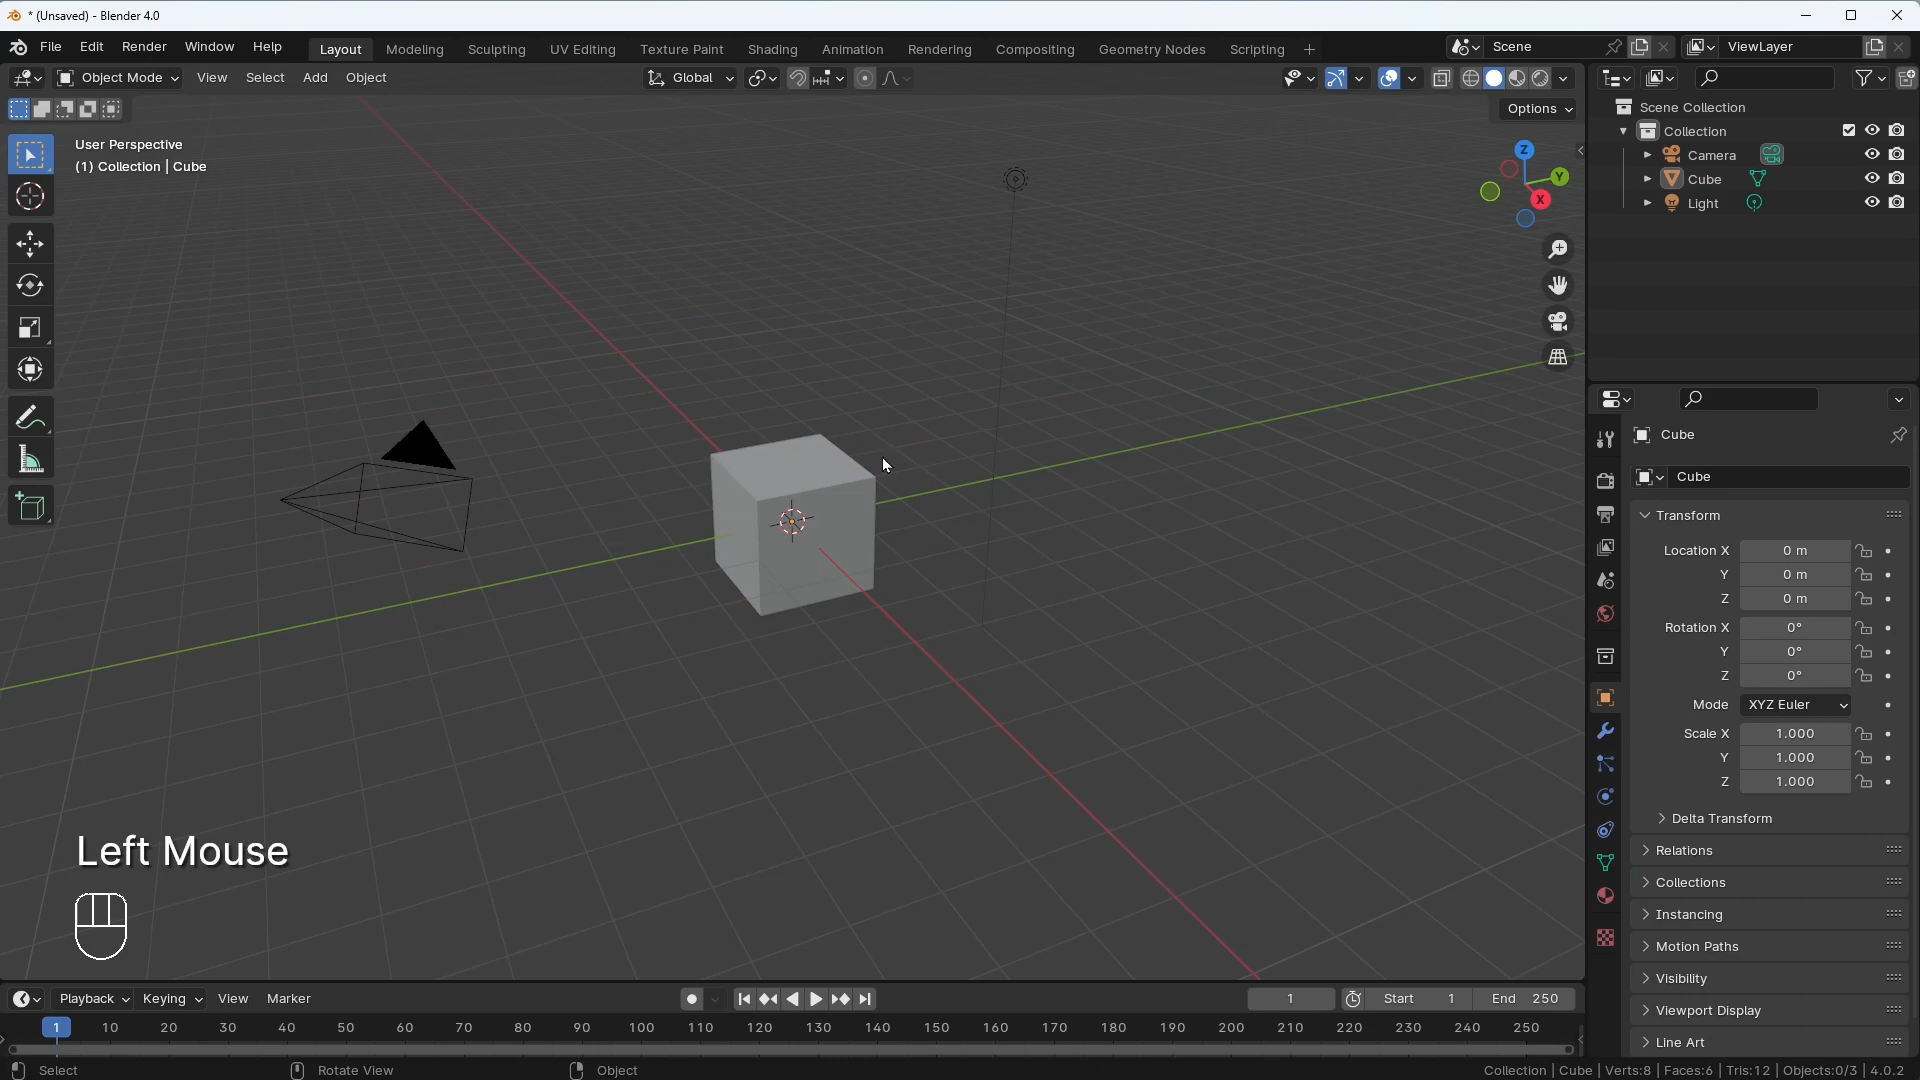 * (Unsaved) - Blender 4.0
File Edit Render Window Help Layout Modeling Sculpting UV Editing Texture Paint Shading Animation Rendering Compositing Geometry Nodes Scripting + Scene ViewLayer
Object Mode View Select Add Object Global
Options
User Perspective
(1) Collection | Cube
Z
Y
X
Scene Collection
Collection
Camera
Cube
Light
Cube
Cube
Transform
Location X 0 m
Y 0 m
Z 0 m
Rotation X 0°
Y 0°
Z 0°
Mode XYZ Euler
Scale X 1.000
Y 1.000
Z 1.000
Delta Transform
Relations
Collections
Instancing
Motion Paths
Visibility
Viewport Display
Line Art
Left Mouse
Playback Keying View Marker 1 Start 1 End 250
1 10 20 30 40 50 60 70 80 90 100 110 120 130 140 150 160 170 180 190 200 210 220 230 240 250
Select Rotate View Object Collection | Cube | Verts:8 | Faces:6 | Tris:12 | Objects:0/3 | 4.0.2